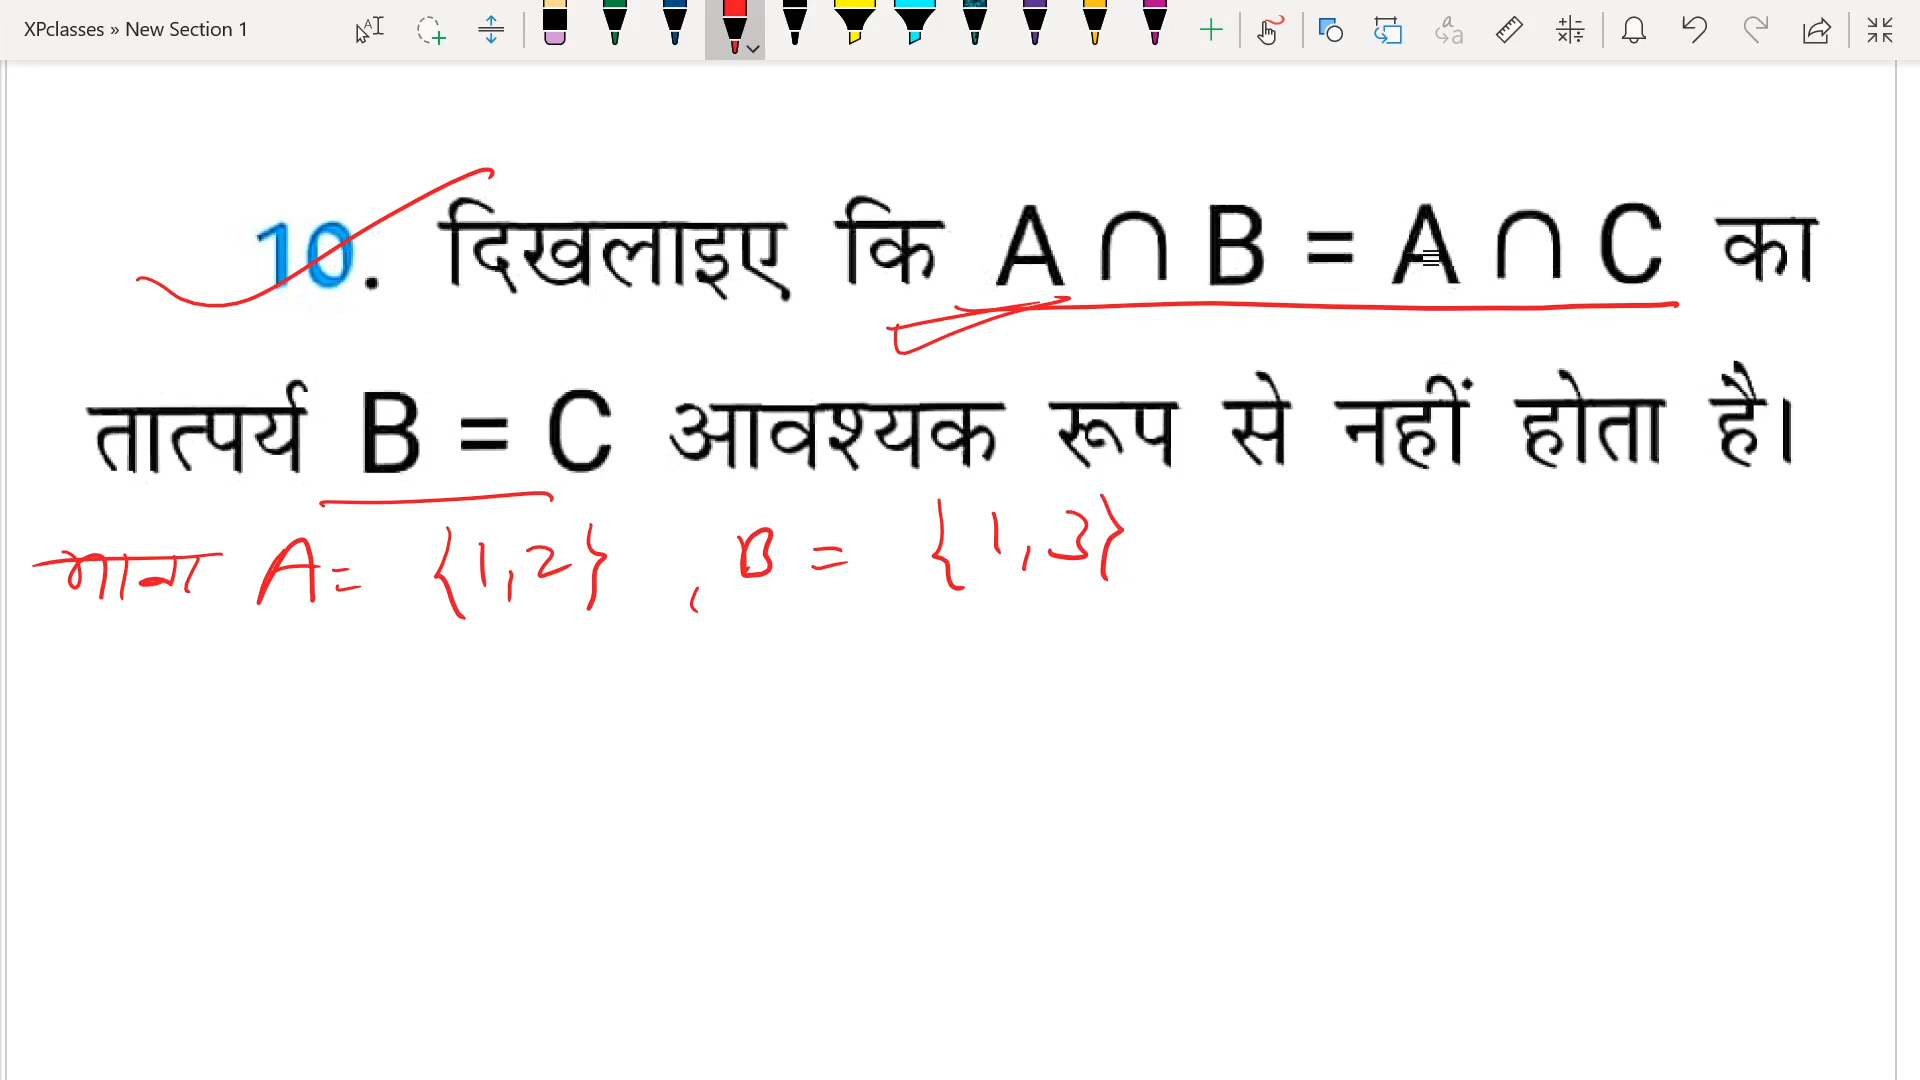 XPclasses » New Section 1
10. दिखलाइए कि A ∩ B = A ∩ C का
तात्पर्य B = C आवश्यक रूप से नहीं होता है।
माना A = {1,2} , B = {1,3}